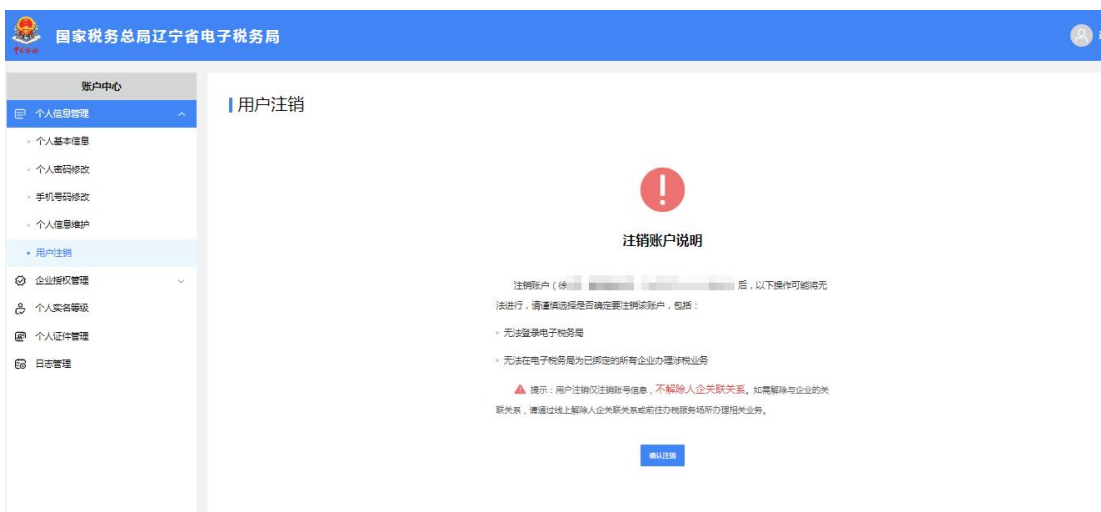 国家税务总局辽宁省电子税务局
账户中心
个人信息管理
个人基本信息
个人密码修改
手机号码修改
个人信息维护
用户注销
企业授权管理
个人实名等级
个人证件管理
日志管理
用户注销
注销账户说明
注销账户（徐 后，以下操作可能将无
法进行，请谨慎选择是否确定要注销该账户，包括：
无法登录电子税务局
无法在电子税务局为已绑定的所有企业办理涉税业务
提示：用户注销仅注销账号信息，不解除人企关联关系。如需解除与企业的关
联关系，请通过线上解除人企关联关系或前往办税服务场所办理相关业务。
确认注销